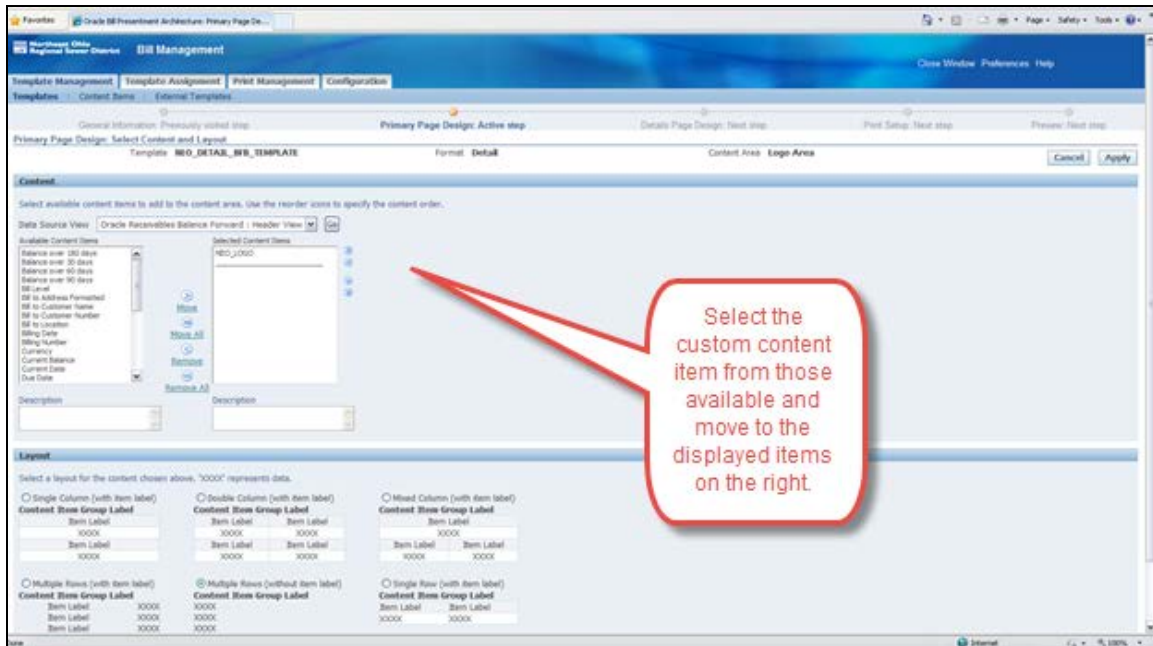 Favorites Oracle Bill Presentment Architecture: Primary Page De...
Page Safety Tools
Northeast Ohio
Regional Sewer District
Bill Management
Close Window Preferences Help
Template Management Template Assignment Print Management Configuration
Templates Content Items External Templates
General Information: Previously visited step Primary Page Design: Active step Details Page Design: Next step Print Setup: Next step Preview: Next step
Primary Page Design: Select Content and Layout
Template NEO_DETAIL_BFB_TEMPLATE Format Detail Content Area Logo Area Cancel Apply
Content
Select available content items to add to the content area. Use the reorder icons to specify the content order.
Data Source View Oracle Receivables Balance Forward : Header View Go
Available Content Items Selected Content Items
Balance over 180 days NEO_LOGO
Balance over 30 days
Balance over 60 days
Balance over 90 days
Bill Level
Bill to Address Formatted
Bill to Customer Name
Bill to Customer Number
Bill to Location
Billing Date
Billing Number
Currency
Current Balance
Current Date
Due Date
Move
Move All
Remove
Remove All
Description Description
Select the
custom content
item from those
available and
move to the
displayed items
on the right.
Layout
Select a layout for the content chosen above. "XXXX" represents data.
Single Column (with item label) Double Column (with item label) Mixed Column (with item label)
Content Item Group Label Content Item Group Label Content Item Group Label
Item Label Item Label Item Label Item Label
XXXX XXXX XXXX XXXX
Item Label Item Label Item Label Item Label Item Label
XXXX XXXX XXXX XXXX XXXX
Multiple Rows (with item label) Multiple Rows (without item label) Single Row (with item label)
Content Item Group Label Content Item Group Label Content Item Group Label
Item Label XXXX XXXX Item Label Item Label
Item Label XXXX XXXX XXXX XXXX
Item Label XXXX XXXX
Done Internet 100%